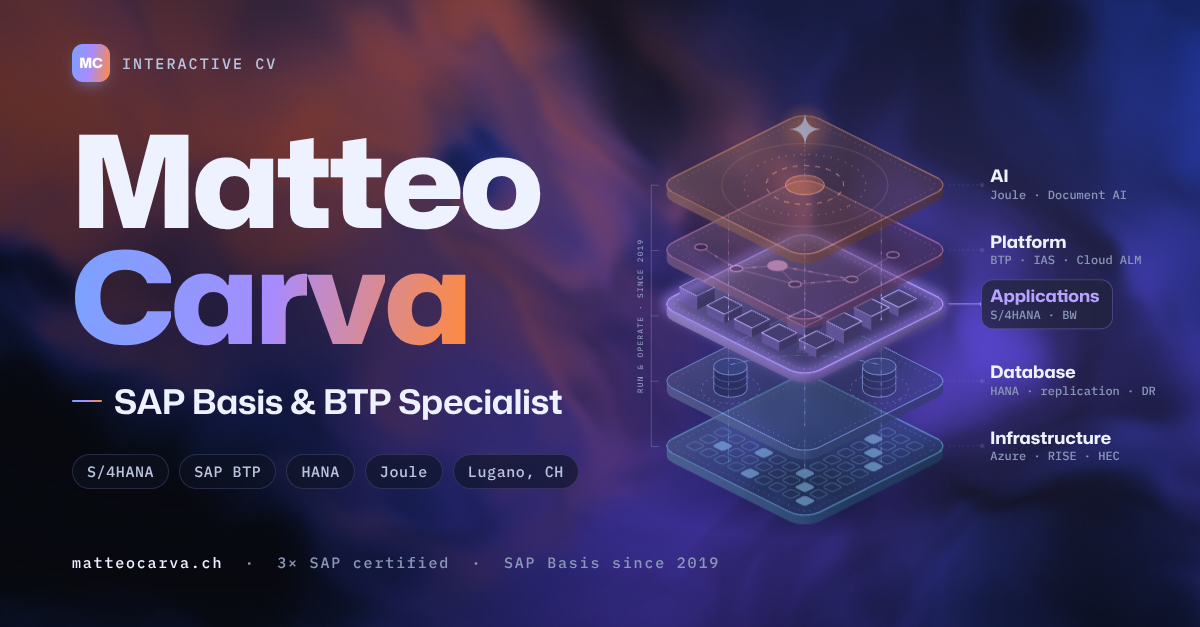 MC
INTERACTIVE CV
Matteo
Carva
SAP Basis & BTP Specialist
S/4HANA
SAP BTP
HANA
Joule
Lugano, CH
matteocarva.ch · 3× SAP certified · SAP Basis since 2019
RUN & OPERATE · SINCE 2019
AI
Joule · Document AI
Platform
BTP · IAS · Cloud ALM
Applications
S/4HANA · BW
Database
HANA · replication · DR
Infrastructure
Azure · RISE · HEC